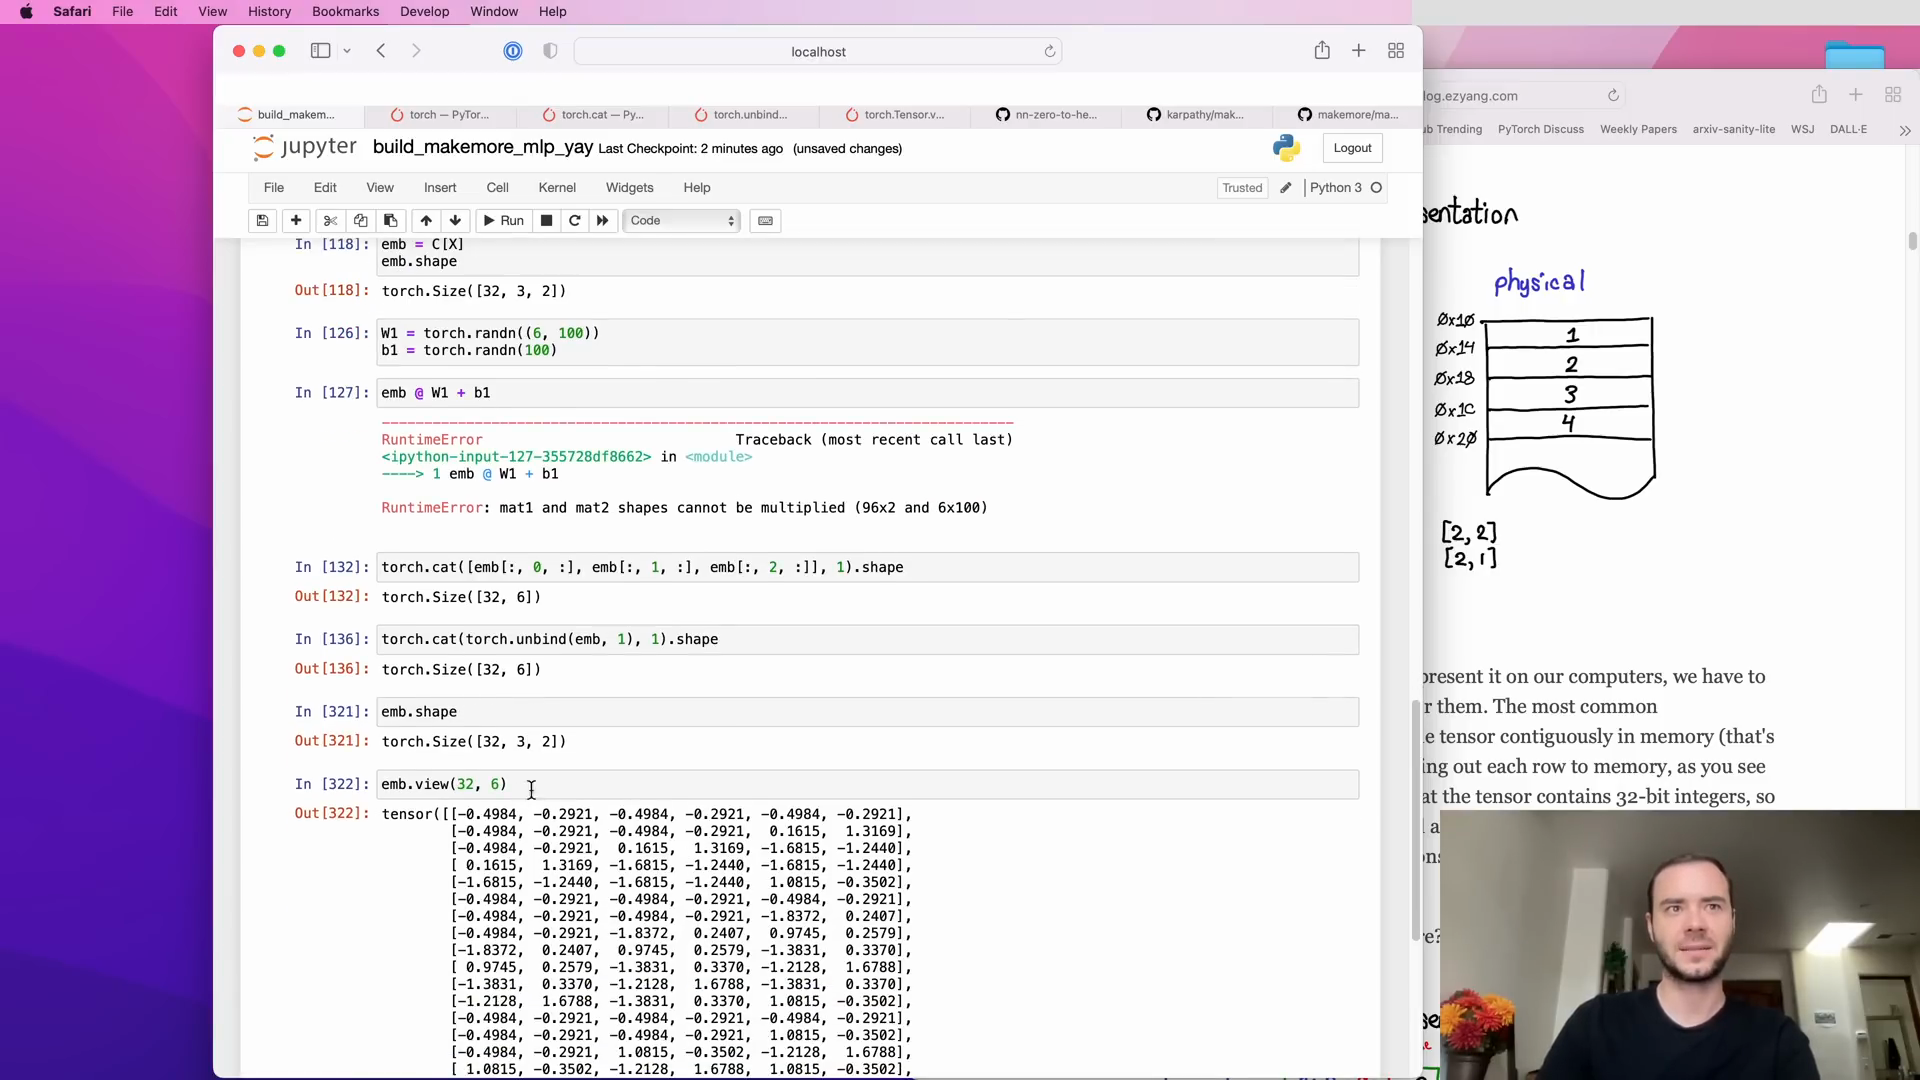 Safari File Edit View History Bookmarks Develop Window Help
localhost
build_makem... torch — PyTor... torch.cat — Py... torch.unbind... torch.Tensor.v... nn-zero-to-he... karpathy/mak... makemore/ma...
jupyter build_makemore_mlp_yay Last Checkpoint: 2 minutes ago (unsaved changes) Logout
File Edit View Insert Cell Kernel Widgets Help Trusted Python 3
Run Code
In [118]: emb = C[X]
emb.shape
Out[118]: torch.Size([32, 3, 2])
In [126]: W1 = torch.randn((6, 100))
b1 = torch.randn(100)
In [127]: emb @ W1 + b1
---------------------------------------------------------------------------
RuntimeError Traceback (most recent call last)
<ipython-input-127-355728df8662> in <module>
----> 1 emb @ W1 + b1
RuntimeError: mat1 and mat2 shapes cannot be multiplied (96x2 and 6x100)
In [132]: torch.cat([emb[:, 0, :], emb[:, 1, :], emb[:, 2, :]], 1).shape
Out[132]: torch.Size([32, 6])
In [136]: torch.cat(torch.unbind(emb, 1), 1).shape
Out[136]: torch.Size([32, 6])
In [321]: emb.shape
Out[321]: torch.Size([32, 3, 2])
In [322]: emb.view(32, 6)
Out[322]: tensor([[-0.4984, -0.2921, -0.4984, -0.2921, -0.4984, -0.2921],
[-0.4984, -0.2921, -0.4984, -0.2921, 0.1615, 1.3169],
[-0.4984, -0.2921, 0.1615, 1.3169, -1.6815, -1.2440],
[ 0.1615, 1.3169, -1.6815, -1.2440, -1.6815, -1.2440],
[-1.6815, -1.2440, -1.6815, -1.2440, 1.0815, -0.3502],
[-0.4984, -0.2921, -0.4984, -0.2921, -0.4984, -0.2921],
[-0.4984, -0.2921, -0.4984, -0.2921, -1.8372, 0.2407],
[-0.4984, -0.2921, -1.8372, 0.2407, 0.9745, 0.2579],
[-1.8372, 0.2407, 0.9745, 0.2579, -1.3831, 0.3370],
[ 0.9745, 0.2579, -1.3831, 0.3370, -1.2128, 1.6788],
[-1.3831, 0.3370, -1.2128, 1.6788, -1.3831, 0.3370],
[-1.2128, 1.6788, -1.3831, 0.3370, 1.0815, -0.3502],
[-0.4984, -0.2921, -0.4984, -0.2921, -0.4984, -0.2921],
[-0.4984, -0.2921, -0.4984, -0.2921, 1.0815, -0.3502],
[-0.4984, -0.2921, 1.0815, -0.3502, -1.2128, 1.6788],
[ 1.0815, -0.3502, -1.2128, 1.6788, 1.0815, -0.3502],
log.ezyang.com
ub Trending PyTorch Discuss Weekly Papers arxiv-sanity-lite WSJ DALL·E
sentation
physical
0x10
1
0x14
2
0x18
3
0x1C
4
0x20
[2, 2]
[2, 1]
present it on our computers, we have to
r them. The most common
e tensor contiguously in memory (that's
ing out each row to memory, as you see
at the tensor contains 32-bit integers, so